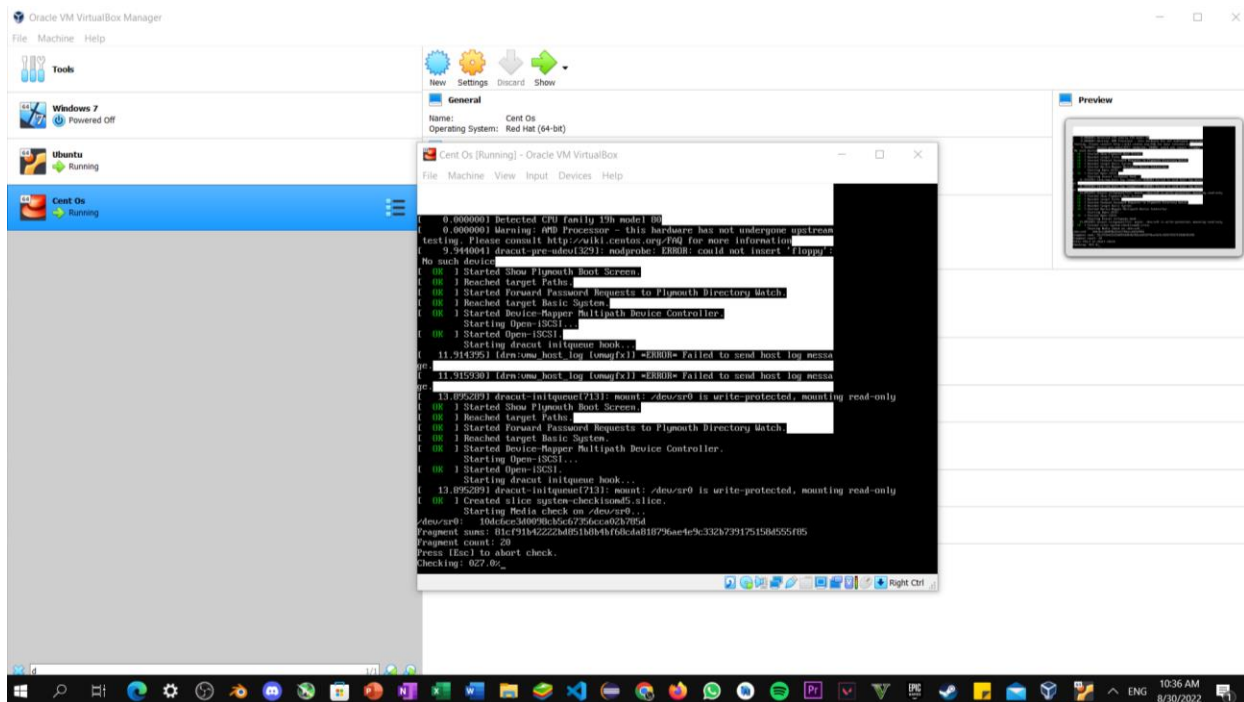 Oracle VM VirtualBox Manager
File Machine Help
Tools
New Settings Discard Show
Windows 7
Powered Off
Ubuntu
Running
Cent Os
Running
General
Name: Cent Os
Operating System: Red Hat (64-bit)
Preview
Cent Os [Running] - Oracle VM VirtualBox
File Machine View Input Devices Help
[ 0.000000] Detected CPU family 19h model 80
[ 0.000000] Warning: AMD Processor - this hardware has not undergone upstream
testing. Please consult http://wiki.centos.org/FAQ for more information
[ 9.944004] dracut-pre-udev[329]: modprobe: ERROR: could not insert 'floppy':
No such device
[ OK ] Started Show Plymouth Boot Screen.
[ OK ] Reached target Paths.
[ OK ] Started Forward Password Requests to Plymouth Directory Watch.
[ OK ] Reached target Basic System.
[ OK ] Started Device-Mapper Multipath Device Controller.
Starting Open-iSCSI...
[ OK ] Started Open-iSCSI.
Starting dracut initqueue hook...
[ 11.914395] [drm:vmw_host_log [vmwgfx]] *ERROR* Failed to send host log messa
ge.
[ 11.915930] [drm:vmw_host_log [vmwgfx]] *ERROR* Failed to send host log messa
ge.
[ 13.895289] dracut-initqueue[713]: mount: /dev/sr0 is write-protected, mounting read-only
[ OK ] Started Show Plymouth Boot Screen.
[ OK ] Reached target Paths.
[ OK ] Started Forward Password Requests to Plymouth Directory Watch.
[ OK ] Reached target Basic System.
[ OK ] Started Device-Mapper Multipath Device Controller.
Starting Open-iSCSI...
[ OK ] Started Open-iSCSI.
Starting dracut initqueue hook...
[ 13.895289] dracut-initqueue[713]: mount: /dev/sr0 is write-protected, mounting read-only
[ OK ] Created slice system-checkisomd5.slice.
Starting Media check on /dev/sr0...
/dev/sr0: 10dc6ce3d0098cb5c67356cca02b785d
Fragment sums: 81cf91b42222bd851b8b4bf68cda818796ae4e9c332b739175158d555f85
Fragment count: 20
Press [Esc] to abort check.
Checking: 027.0%_
Right Ctrl
d
1/1
ENG
10:36 AM
8/30/2022